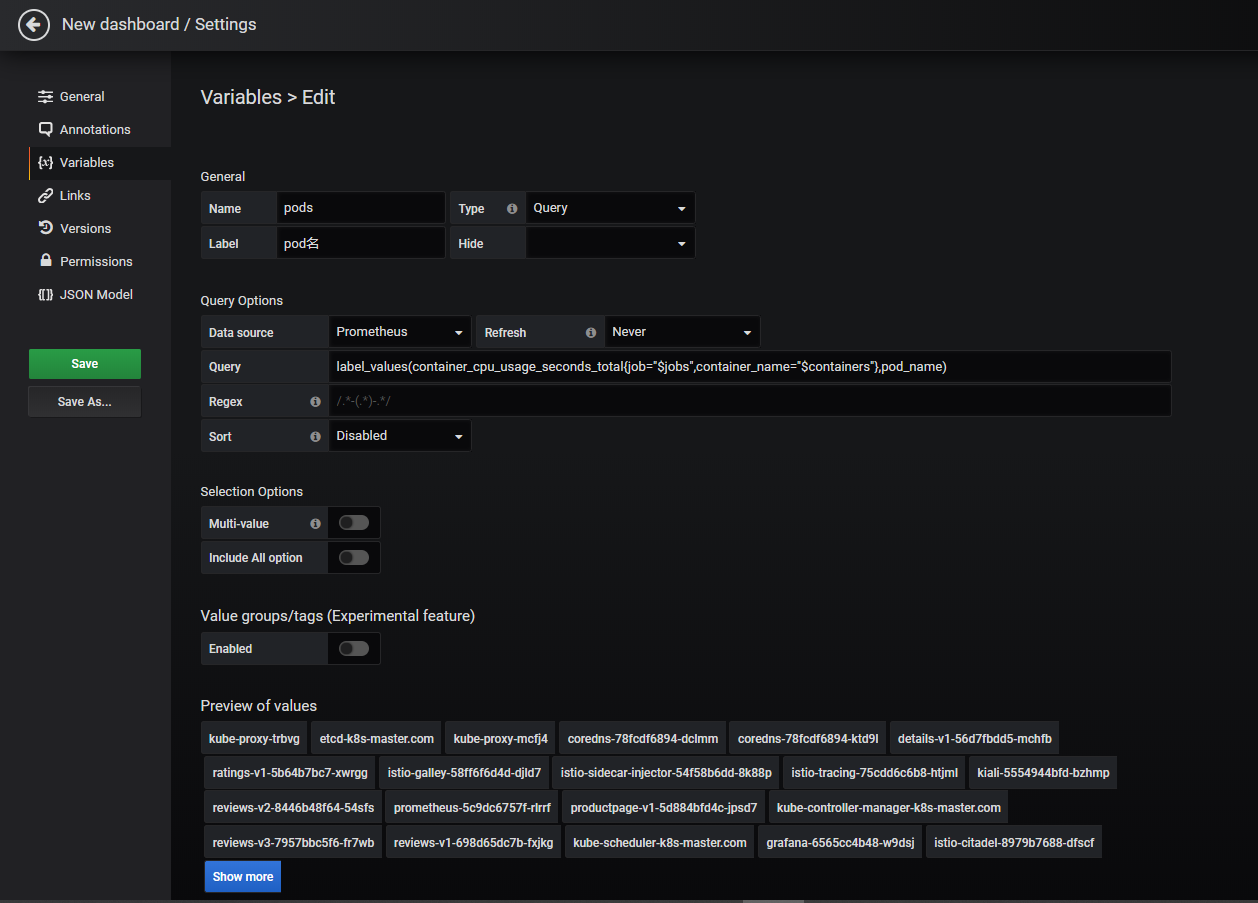 New dashboard / Settings
General
Annotations
Variables
Links
Versions
Permissions
JSON Model
Save
Save As...
Variables > Edit
General
Name pods Type Query
Label pod名 Hide
Query Options
Data source Prometheus Refresh Never
Query label_values(container_cpu_usage_seconds_total{job="$jobs",container_name="$containers"},pod_name)
Regex /.*-(.*)-.*/
Sort Disabled
Selection Options
Multi-value
Include All option
Value groups/tags (Experimental feature)
Enabled
Preview of values
kube-proxy-trbvg etcd-k8s-master.com kube-proxy-mcfj4 coredns-78fcdf6894-dclmm coredns-78fcdf6894-ktd9l details-v1-56d7fbdd5-mchfb
ratings-v1-5b64b7bc7-xwrgg istio-galley-58ff6f6d4d-djld7 istio-sidecar-injector-54f58b6dd-8k88p istio-tracing-75cdd6c6b8-htjml kiali-5554944bfd-bzhmp
reviews-v2-8446b48f64-54sfs prometheus-5c9dc6757f-rlrrf productpage-v1-5d884bfd4c-jpsd7 kube-controller-manager-k8s-master.com
reviews-v3-7957bbc5f6-fr7wb reviews-v1-698d65dc7b-fxjkg kube-scheduler-k8s-master.com grafana-6565cc4b48-w9dsj istio-citadel-8979b7688-dfscf
Show more